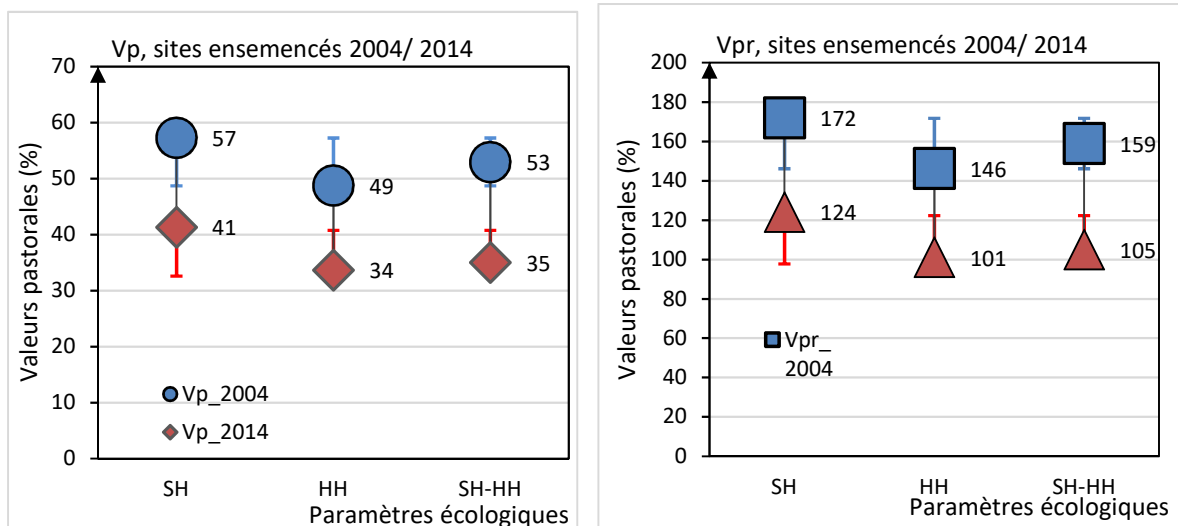 Vp, sites ensemencés 2004/ 2014
Valeurs pastorales (%)
70
60
50
40
30
20
10
0
57
49
53
41
34
35
Vp_2004
Vp_2014
SH HH SH-HH
Paramètres écologiques
Vpr, sites ensemencés 2004/ 2014
Valeurs pastorales (%)
200
180
160
140
120
100
80
60
40
20
0
172
146
159
124
101
105
Vpr_
2004
SH HH SH-HH
Paramètres écologiques